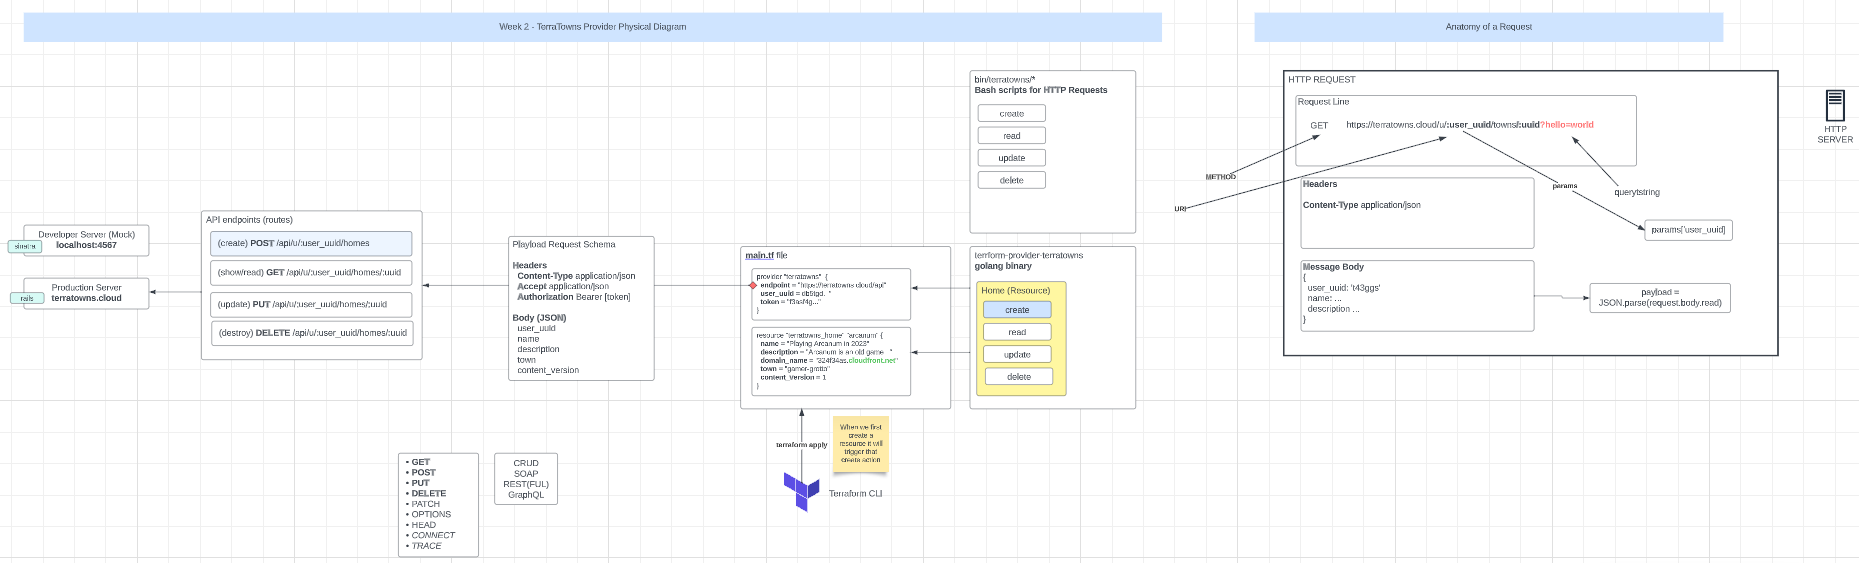 Week 2 - TerraTowns Provider Physical Diagram
Anatomy of a Request
bin/terratowns/*
Bash scripts for HTTP Requests
create
read
update
delete
HTTP REQUEST
Request Line
GET
https://terratowns.cloud/u/:user_uuid/towns/:uuid?hello=world
HTTP
SERVER
METHOD
URI
params
querytstring
Headers
Content-Type application/json
params['user_uuid]
Message Body
{
user_uuid: 't43ggs'
name: ...
description ...
}
payload =
JSON.parse(request.body.read)
Developer Server (Mock)
localhost:4567
sinatra
Production Server
terratowns.cloud
rails
API endpoints (routes)
(create) POST /api/u/:user_uuid/homes
(show/read) GET /api/u/:user_uuid/homes/:uuid
(update) PUT /api/u/:user_uuid/homes/:uuid
(destroy) DELETE /api/u/:user_uuid/homes/:uuid
Playload Request Schema
Headers
Content-Type application/json
Accept application/json
Authorization Bearer [token]
Body (JSON)
user_uuid
name
description
town
content_version
main.tf file
provider "terratowns" {
endpoint = "https://terratowns.cloud/api"
user_uuid =
token = "f3asf4g..."
}
resource "terratowns_home" "arcanum" {
name = "Playing Arcanum in 2023"
description = "Arcanum is an old game "
domain_name = "324f34as.cloudfront.net"
town = "gamer-grotto"
content_version = 1
}
terrform-provider-terratowns
golang binary
Home (Resource)
create
read
update
delete
terraform apply
When we first
create a
resource it will
trigger that
create action
Terraform CLI
• GET
• POST
• PUT
• DELETE
• PATCH
• OPTIONS
• HEAD
• CONNECT
• TRACE
CRUD
SOAP
REST(FUL)
GraphQL